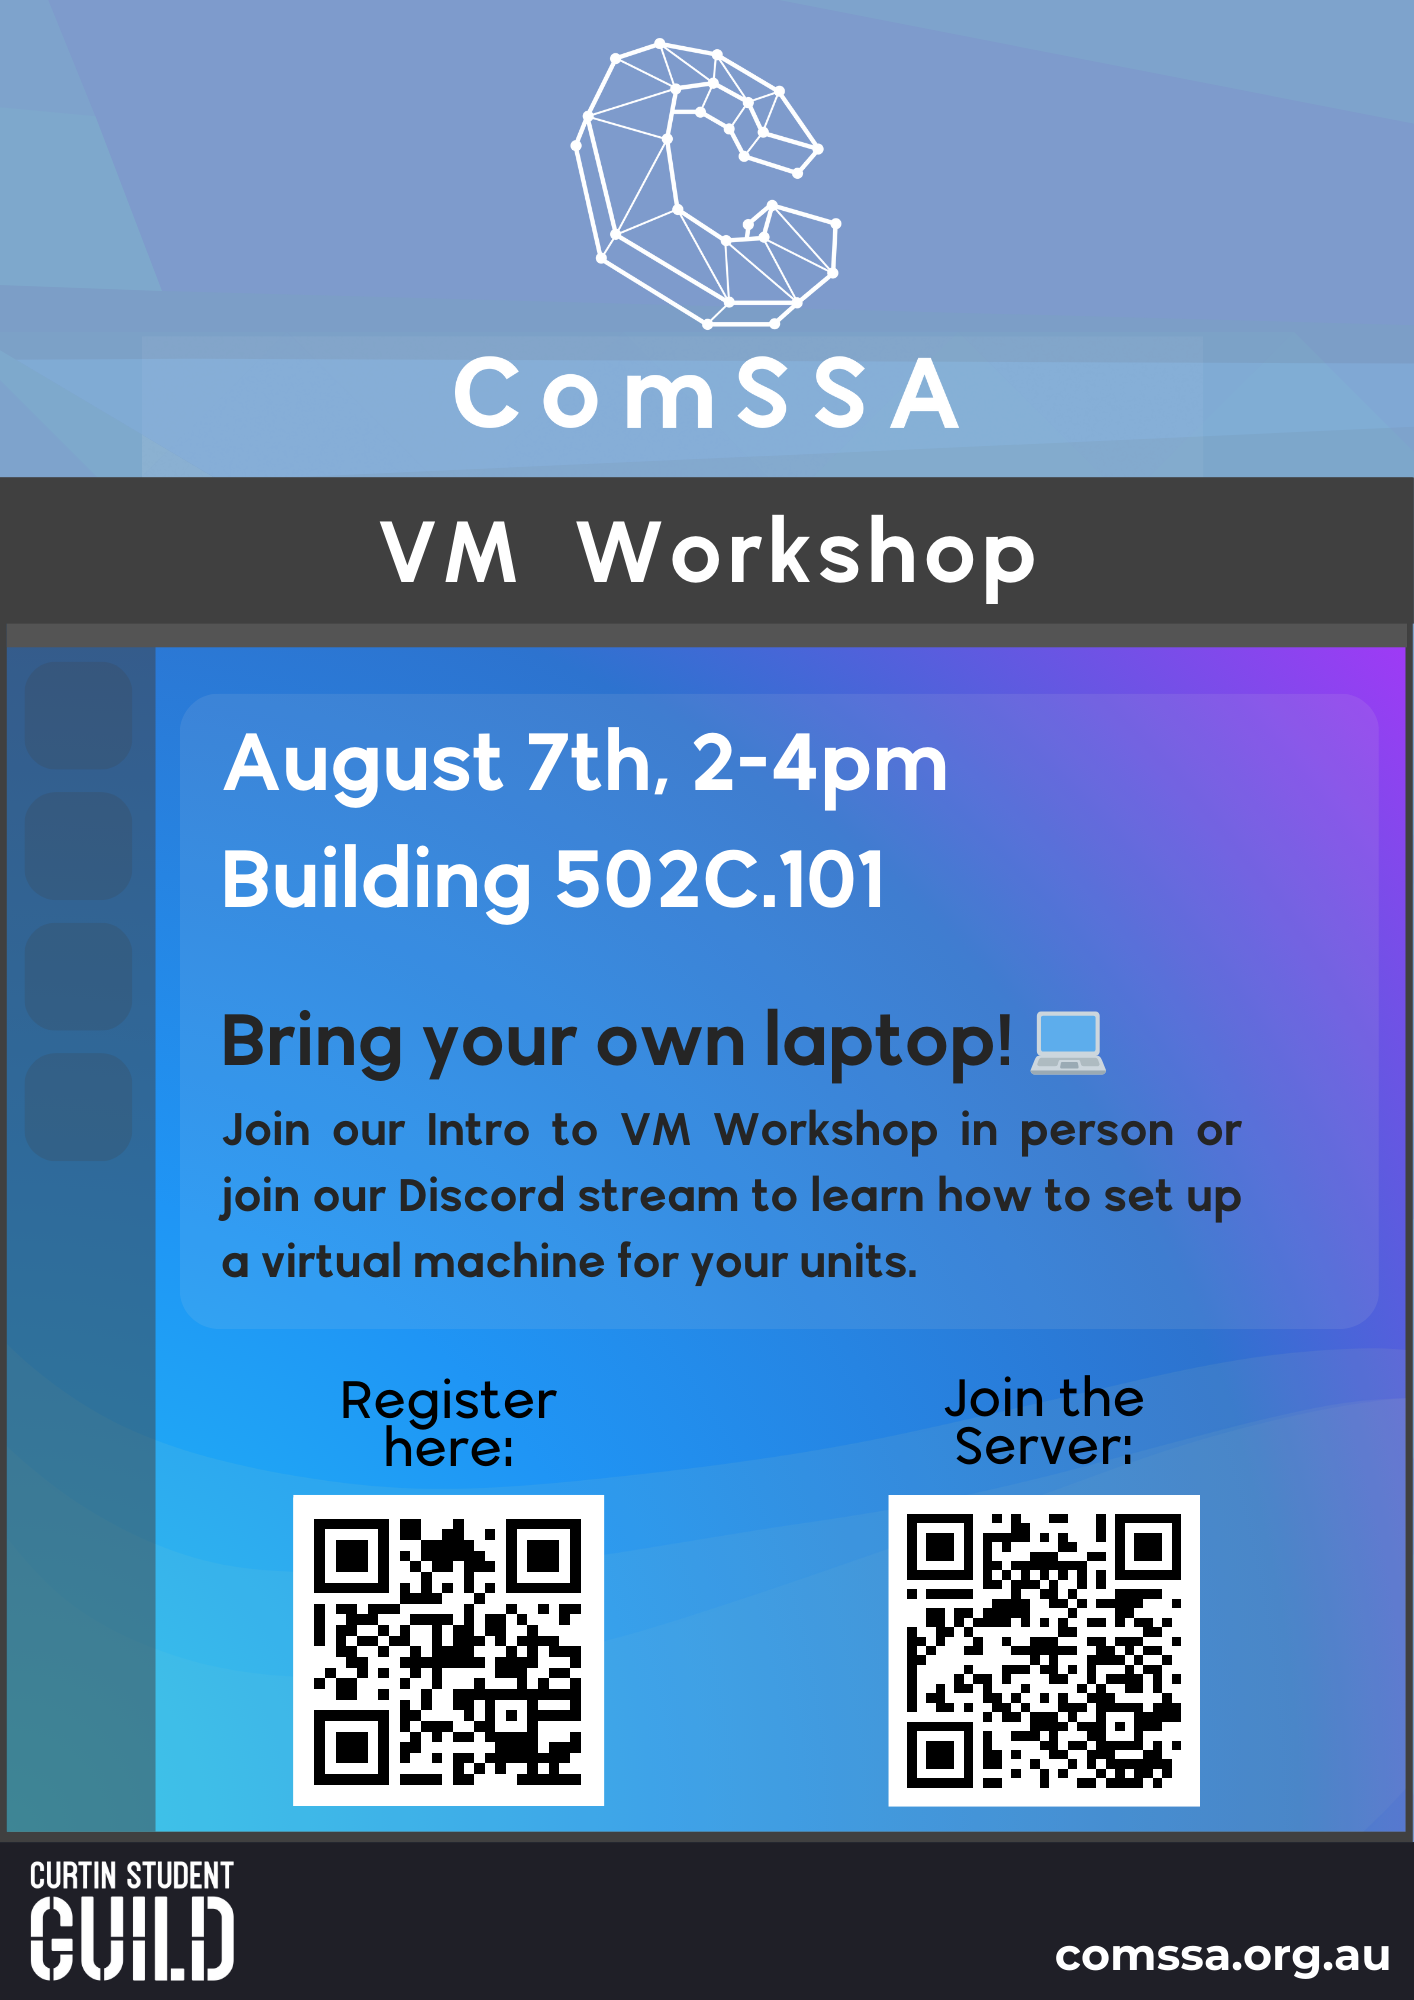 ComSSA
VM Workshop
August 7th, 2-4pm
Building 502C.101
Bring your own laptop!
Join our Intro to VM Workshop in person or
join our Discord stream to learn how to set up
a virtual machine for your units.
Register
here:
Join the
Server:
CURTIN STUDENT
GUILD
comssa.org.au